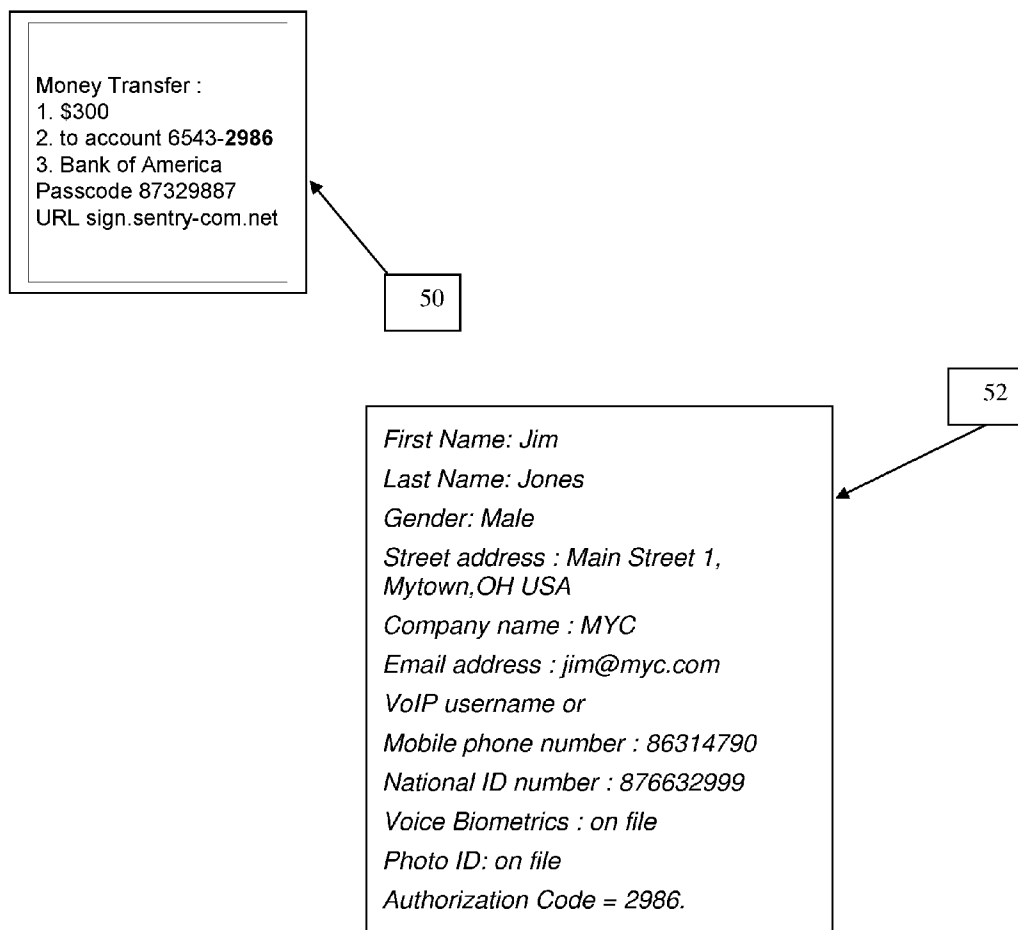 Money Transfer :
1. $300
2. to account 6543-2986
3. Bank of America
Passcode 87329887
URL sign.sentry-com.net
50
52
First Name: Jim
Last Name: Jones
Gender: Male
Street address : Main Street 1,
Mytown,OH USA
Company name : MYC
Email address : jim@myc.com
VoIP username or
Mobile phone number : 86314790
National ID number : 876632999
Voice Biometrics : on file
Photo ID: on file
Authorization Code = 2986.